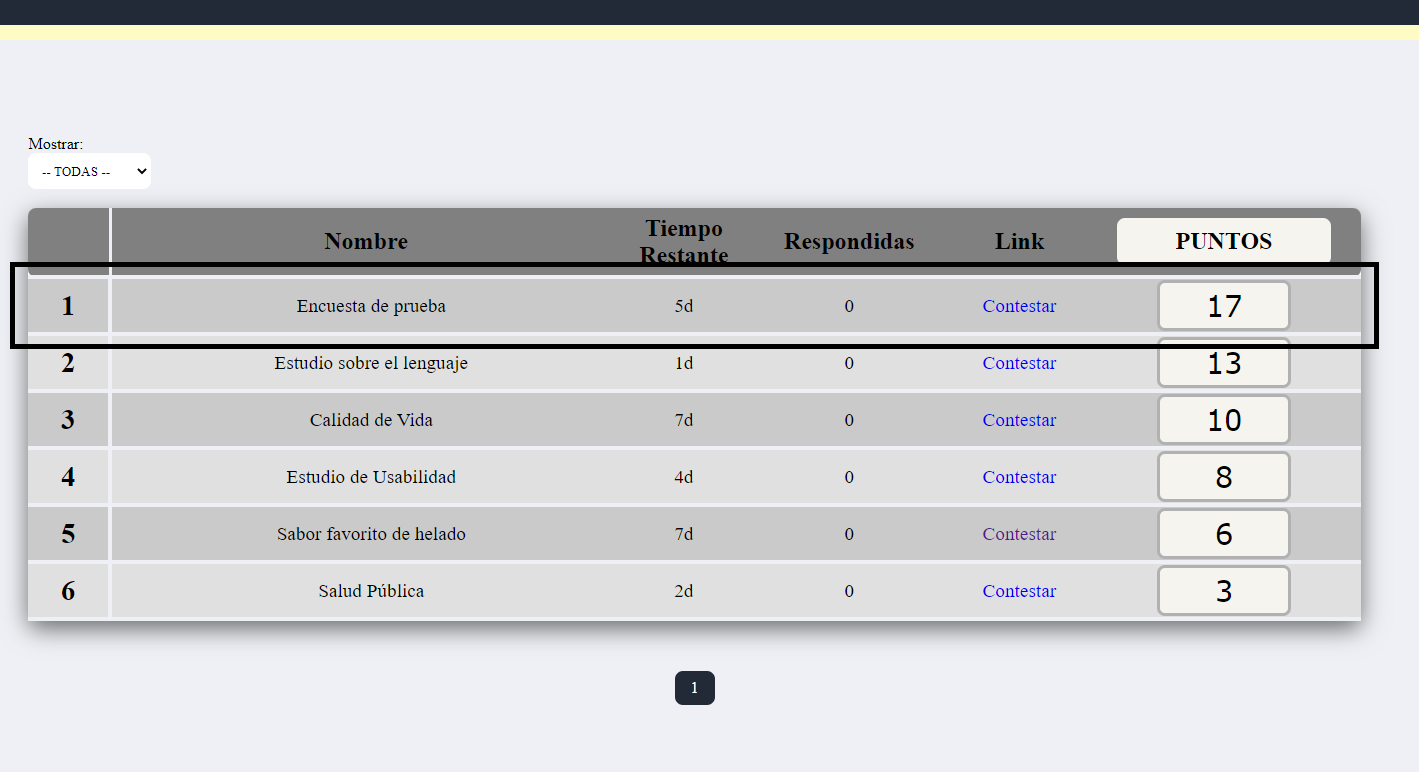 Mostrar:
-- TODAS --
Nombre Tiempo Restante Respondidas Link PUNTOS
1 Encuesta de prueba 5d 0 Contestar 17
2 Estudio sobre el lenguaje 1d 0 Contestar 13
3 Calidad de Vida 7d 0 Contestar 10
4 Estudio de Usabilidad 4d 0 Contestar 8
5 Sabor favorito de helado 7d 0 Contestar 6
6 Salud Pública 2d 0 Contestar 3
1